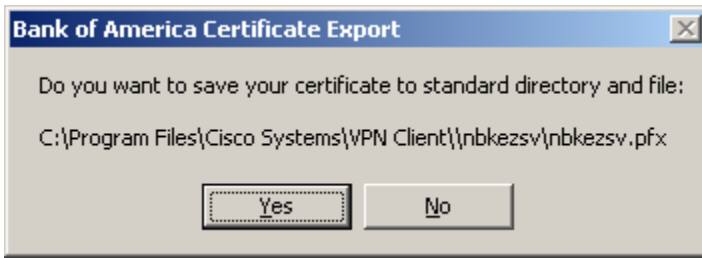 Bank of America Certificate Export
Do you want to save your certificate to standard directory and file:
C:\Program Files\Cisco Systems\VPN Client\\nbkezsv\nbkezsv.pfx
Yes
No